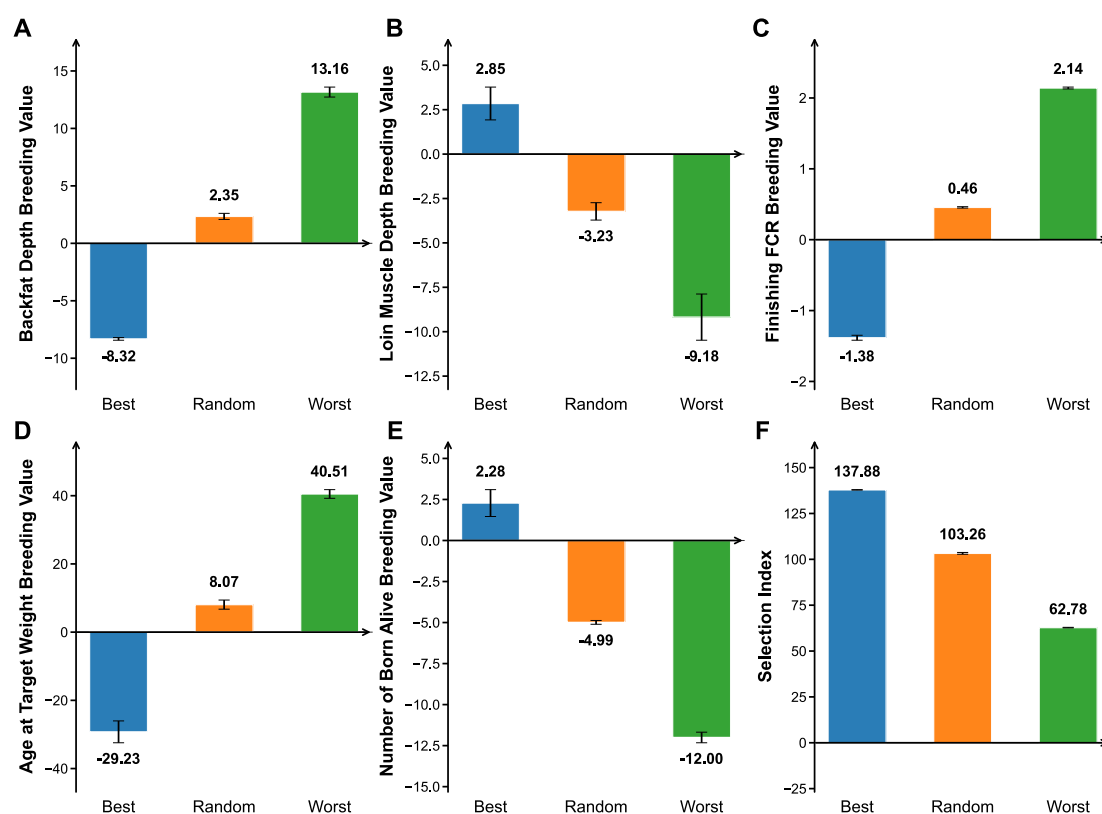 A
Backfat Depth Breeding Value
15
10
5
0
−5
−10
-8.32
2.35
13.16
Best
Random
Worst
B
Loin Muscle Depth Breeding Value
5.0
2.5
0.0
−2.5
−5.0
−7.5
−10.0
−12.5
2.85
-3.23
-9.18
Best
Random
Worst
C
Finishing FCR Breeding Value
2
1
0
−1
−2
-1.38
0.46
2.14
Best
Random
Worst
D
Age at Target Weight Breeding Value
40
20
0
−20
−40
-29.23
8.07
40.51
Best
Random
Worst
E
Number of Born Alive Breeding Value
5.0
2.5
0.0
−2.5
−5.0
−7.5
−10.0
−12.5
−15.0
2.28
-4.99
-12.00
Best
Random
Worst
F
Selection Index
150
125
100
75
50
25
0
−25
137.88
103.26
62.78
Best
Random
Worst